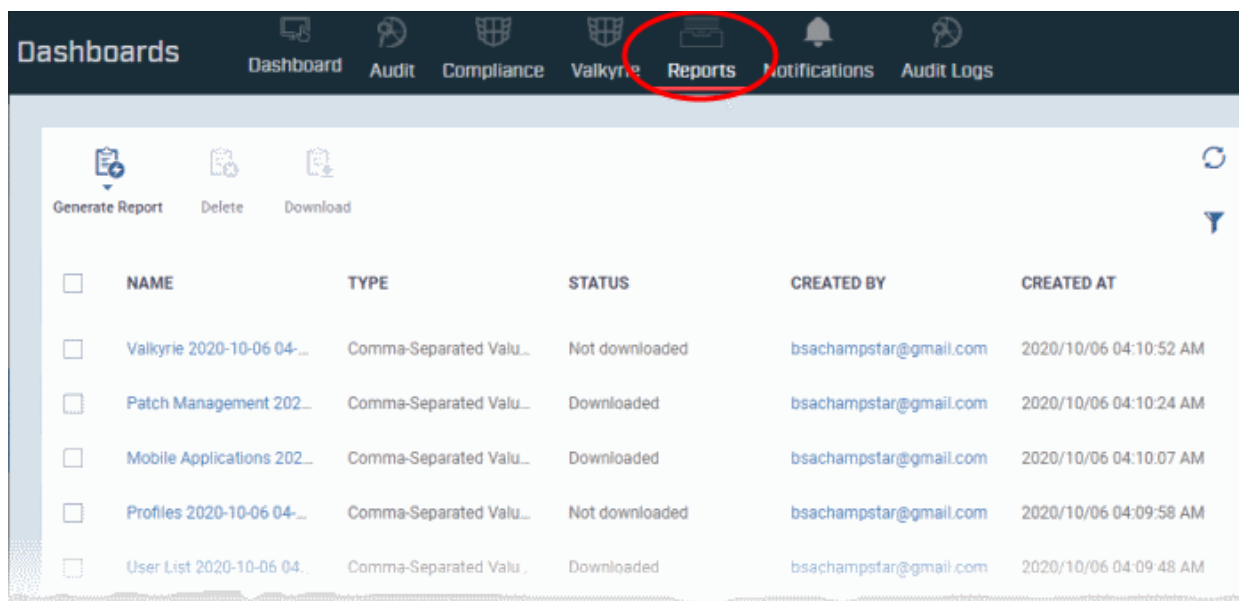 Dashboards Dashboard Audit Compliance Valkyrie Reports Notifications Audit Logs
Generate Report Delete Download
NAME TYPE STATUS CREATED BY CREATED AT
Valkyrie 2020-10-06 04-... Comma-Separated Valu... Not downloaded bsachampstar@gmail.com 2020/10/06 04:10:52 AM
Patch Management 202... Comma-Separated Valu... Downloaded bsachampstar@gmail.com 2020/10/06 04:10:24 AM
Mobile Applications 202... Comma-Separated Valu... Downloaded bsachampstar@gmail.com 2020/10/06 04:10:07 AM
Profiles 2020-10-06 04-... Comma-Separated Valu... Not downloaded bsachampstar@gmail.com 2020/10/06 04:09:58 AM
User List 2020-10-06 04... Comma-Separated Valu... Downloaded bsachampstar@gmail.com 2020/10/06 04:09:48 AM